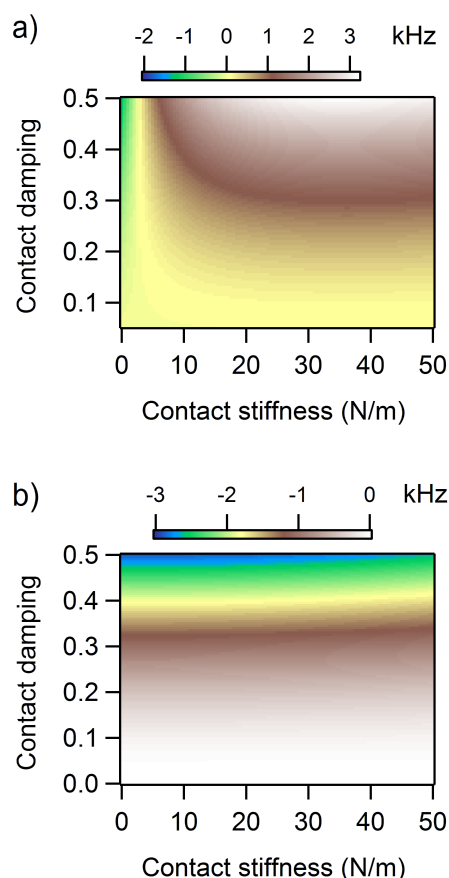 a)
-2 -1 0 1 2 3 kHz
0.5
0.4
0.3
0.2
0.1
Contact damping
0 10 20 30 40 50
Contact stiffness (N/m)
b)
-3 -2 -1 0 kHz
0.5
0.4
0.3
0.2
0.1
0.0
Contact damping
0 10 20 30 40 50
Contact stiffness (N/m)